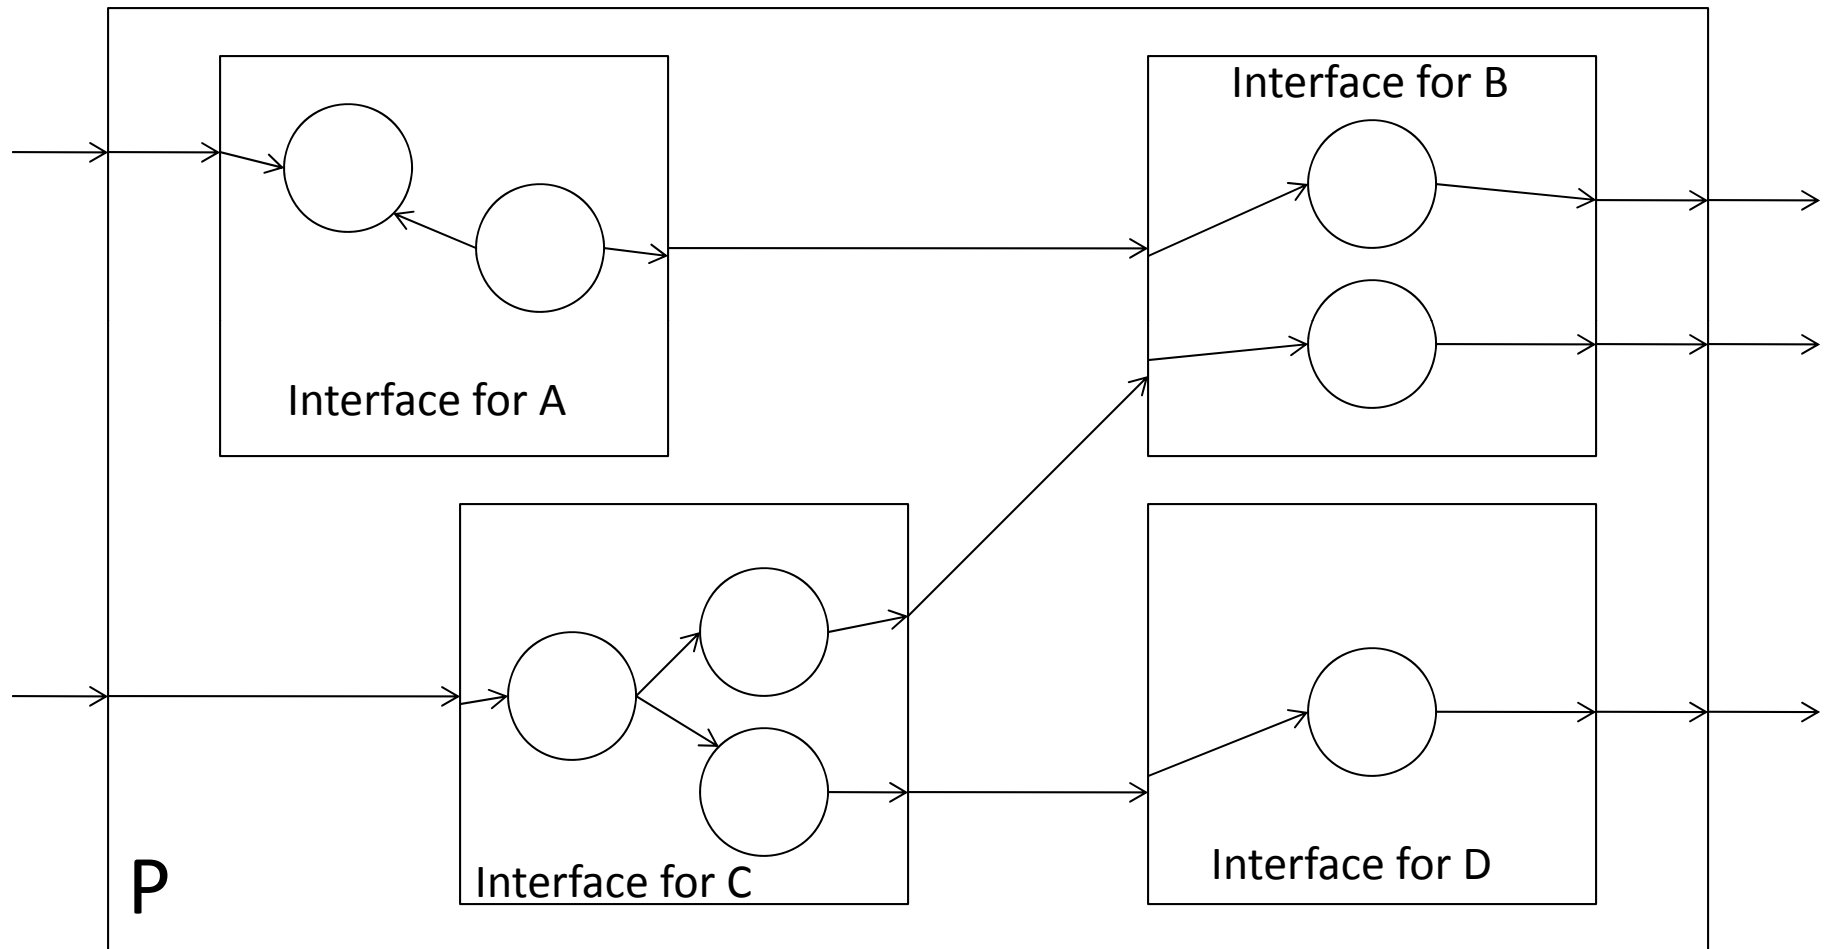 Interface for B
Interface for A
Interface for C
Interface for D
P